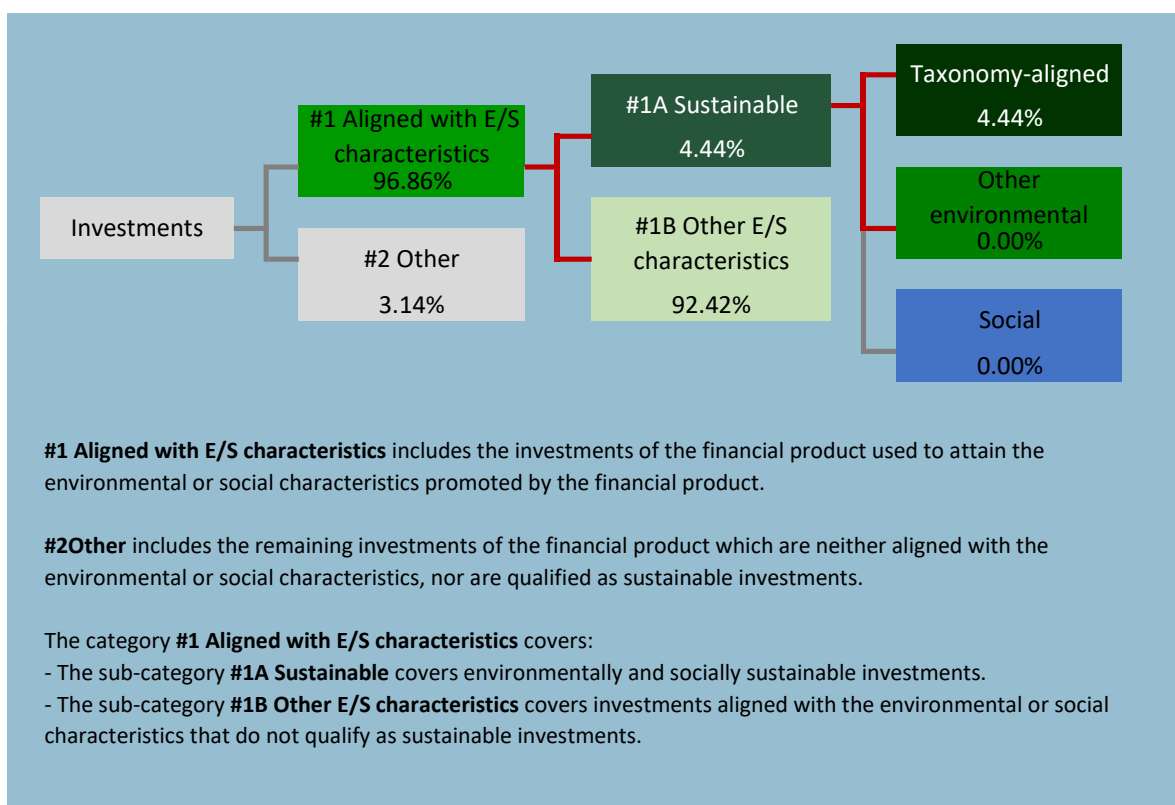 Investments
#1 Aligned with E/S
characteristics
96.86%
#2 Other
3.14%
#1A Sustainable
4.44%
#1B Other E/S
characteristics
92.42%
Taxonomy-aligned
4.44%
Other
environmental
0.00%
Social
0.00%
#1 Aligned with E/S characteristics includes the investments of the financial product used to attain the
environmental or social characteristics promoted by the financial product.
#2Other includes the remaining investments of the financial product which are neither aligned with the
environmental or social characteristics, nor are qualified as sustainable investments.
The category #1 Aligned with E/S characteristics covers:
- The sub-category #1A Sustainable covers environmentally and socially sustainable investments.
- The sub-category #1B Other E/S characteristics covers investments aligned with the environmental or social
characteristics that do not qualify as sustainable investments.